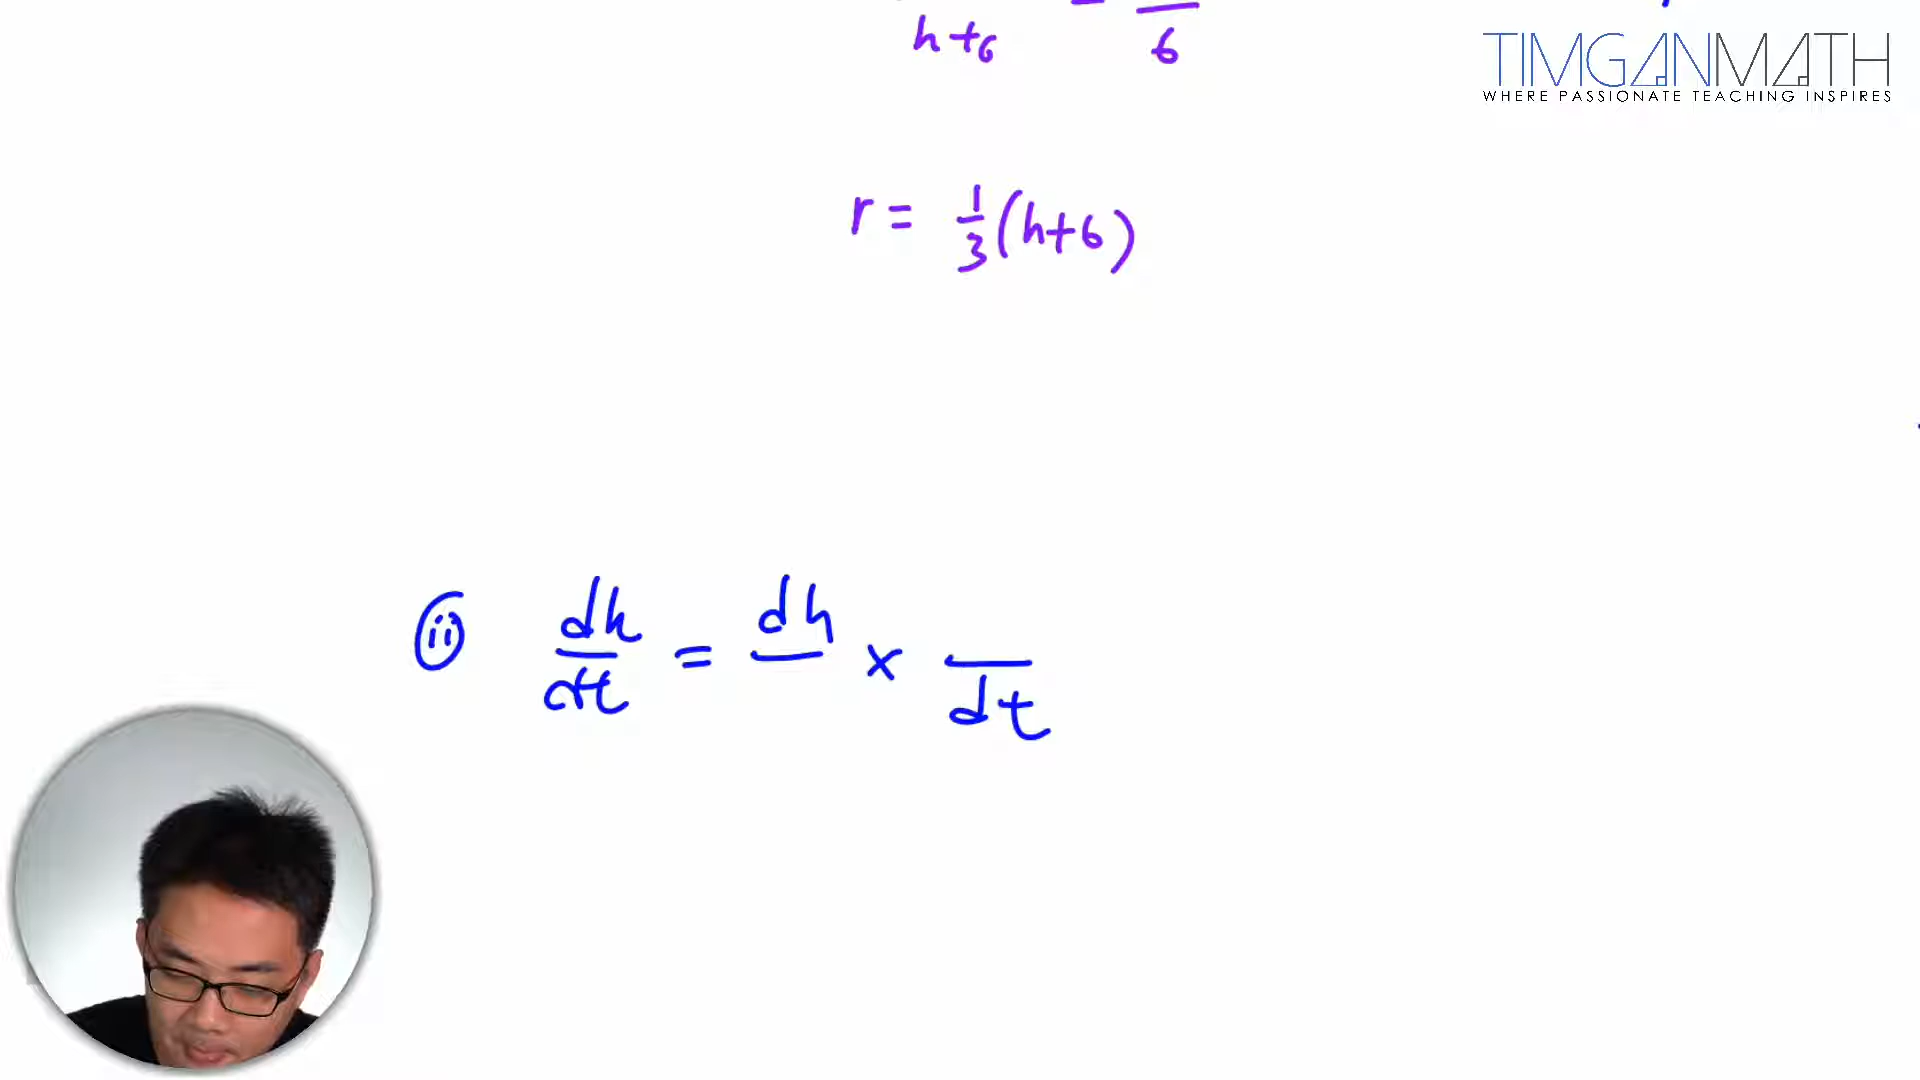 TIMGANMATH
WHERE PASSIONATE TEACHING INSPIRES
/(h+6) = /6
r = 1/3 (h+6)
(ii) dh/dt = dh/ × /dt